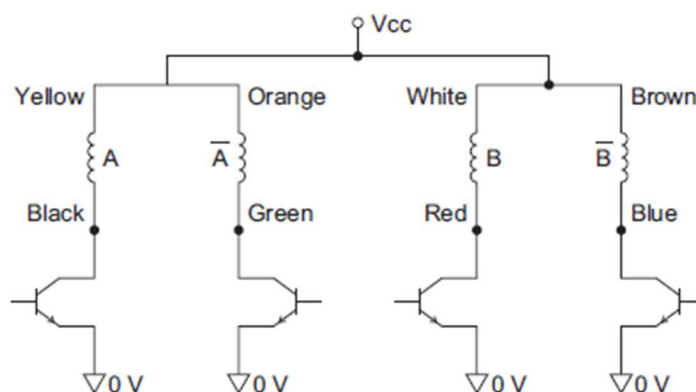 Vcc
Yellow Orange White Brown
A A̅ B B̅
Black Green Red Blue
0 V 0 V 0 V 0 V